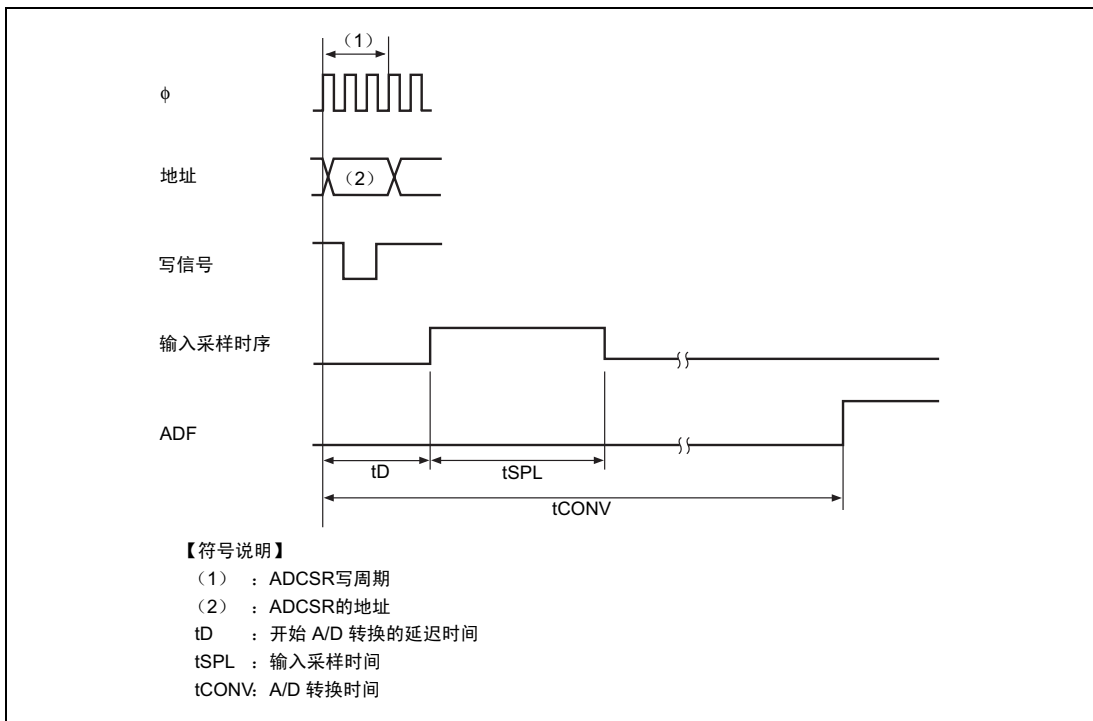 （1）
φ
地址
（2）
写信号
输入采样时序
ADF
tD
tSPL
tCONV
【符号说明】
（1） ：ADCSR写周期
（2） ：ADCSR的地址
tD ：开始 A/D 转换的延迟时间
tSPL ：输入采样时间
tCONV：A/D 转换时间